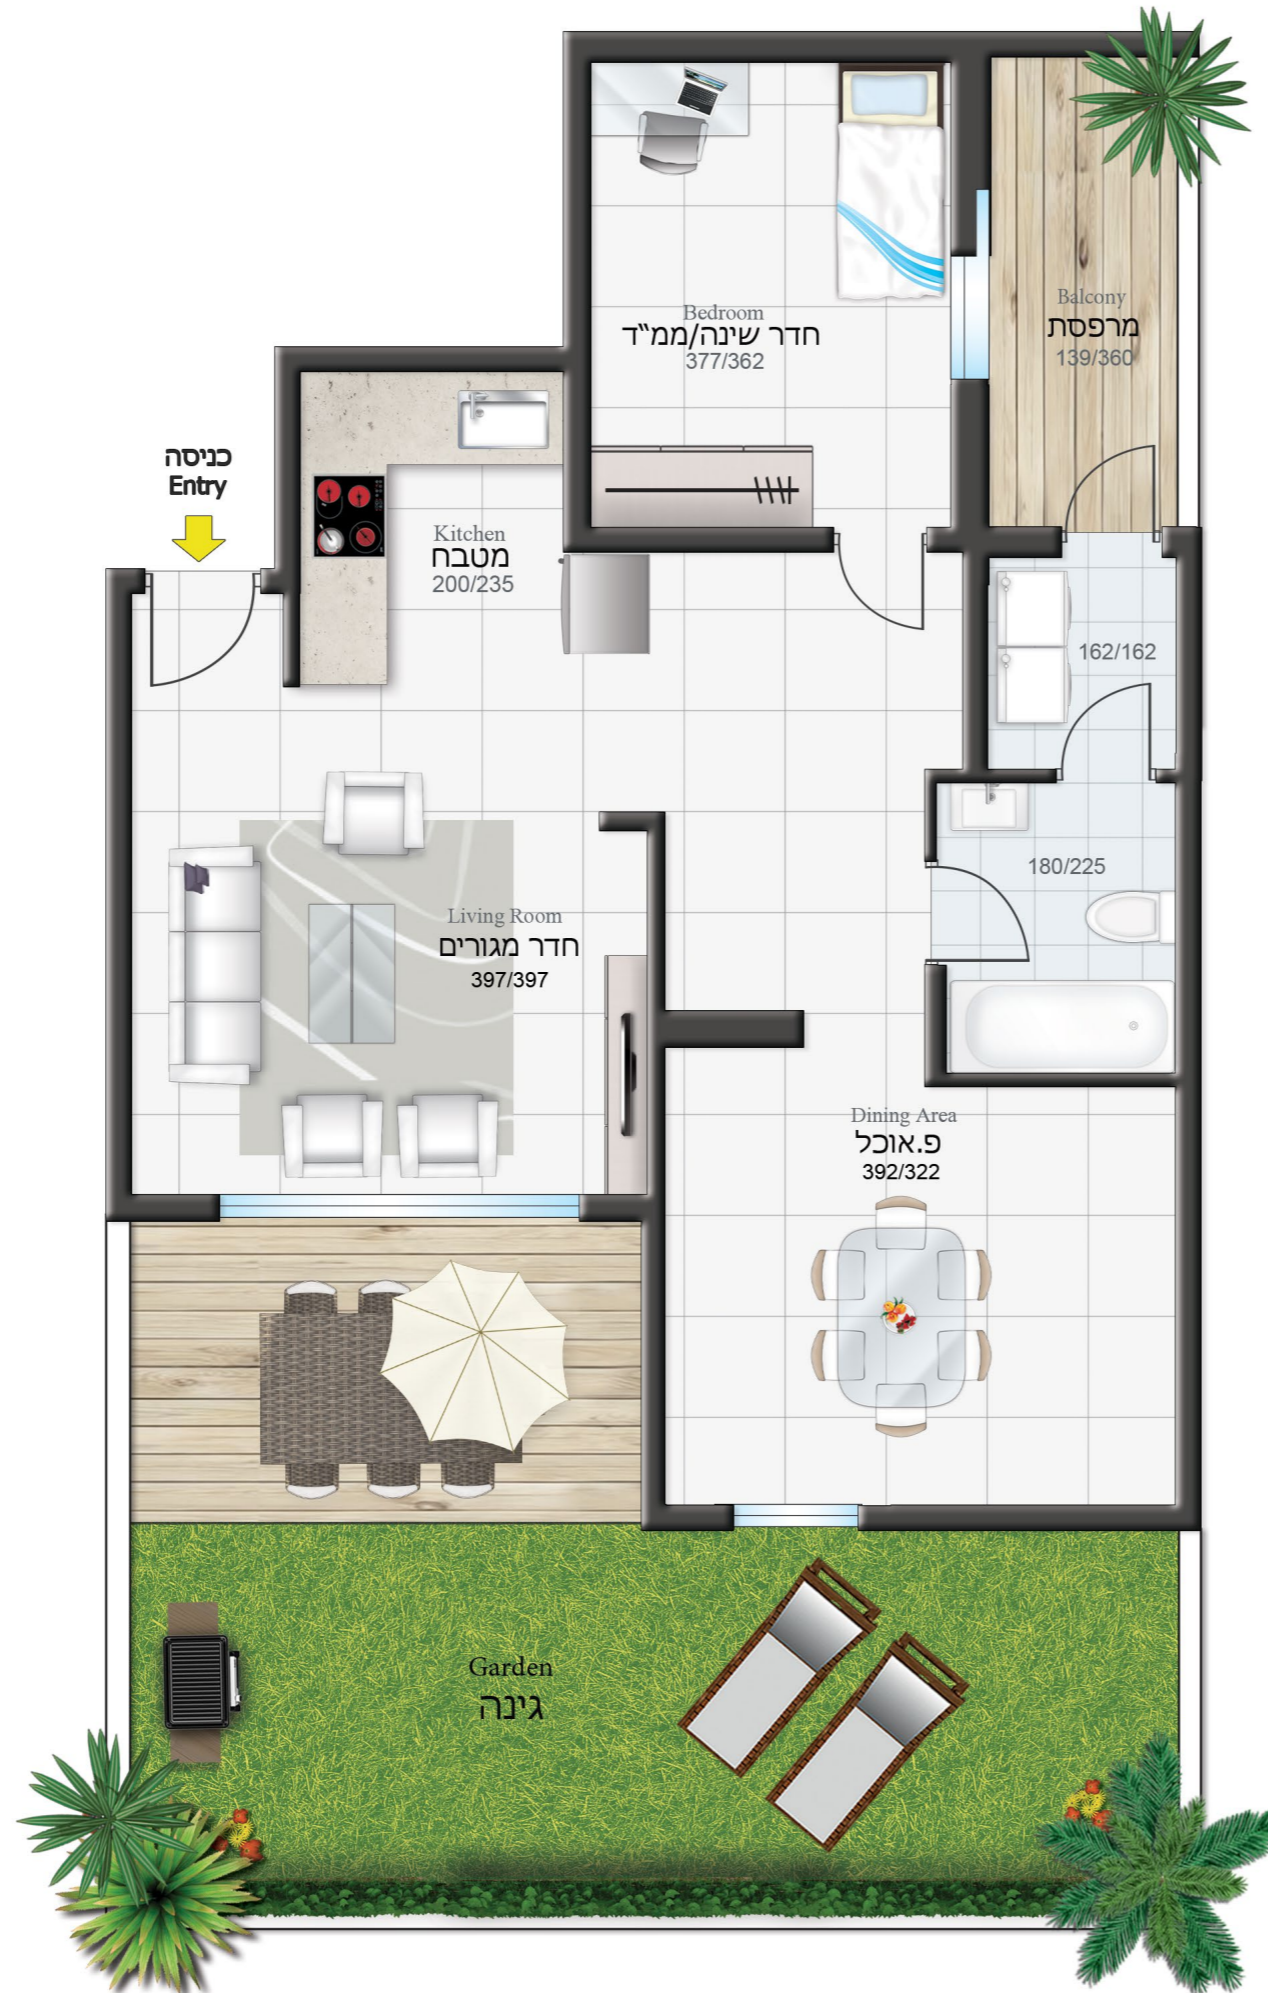 Bedroom
חדר שינה/ממ"ד
377/362
Balcony
מרפסת
139/360
כניסה
Entry
Kitchen
מטבח
200/235
162/162
180/225
Living Room
חדר מגורים
397/397
Dining Area
פ.אוכל
392/322
Garden
גינה